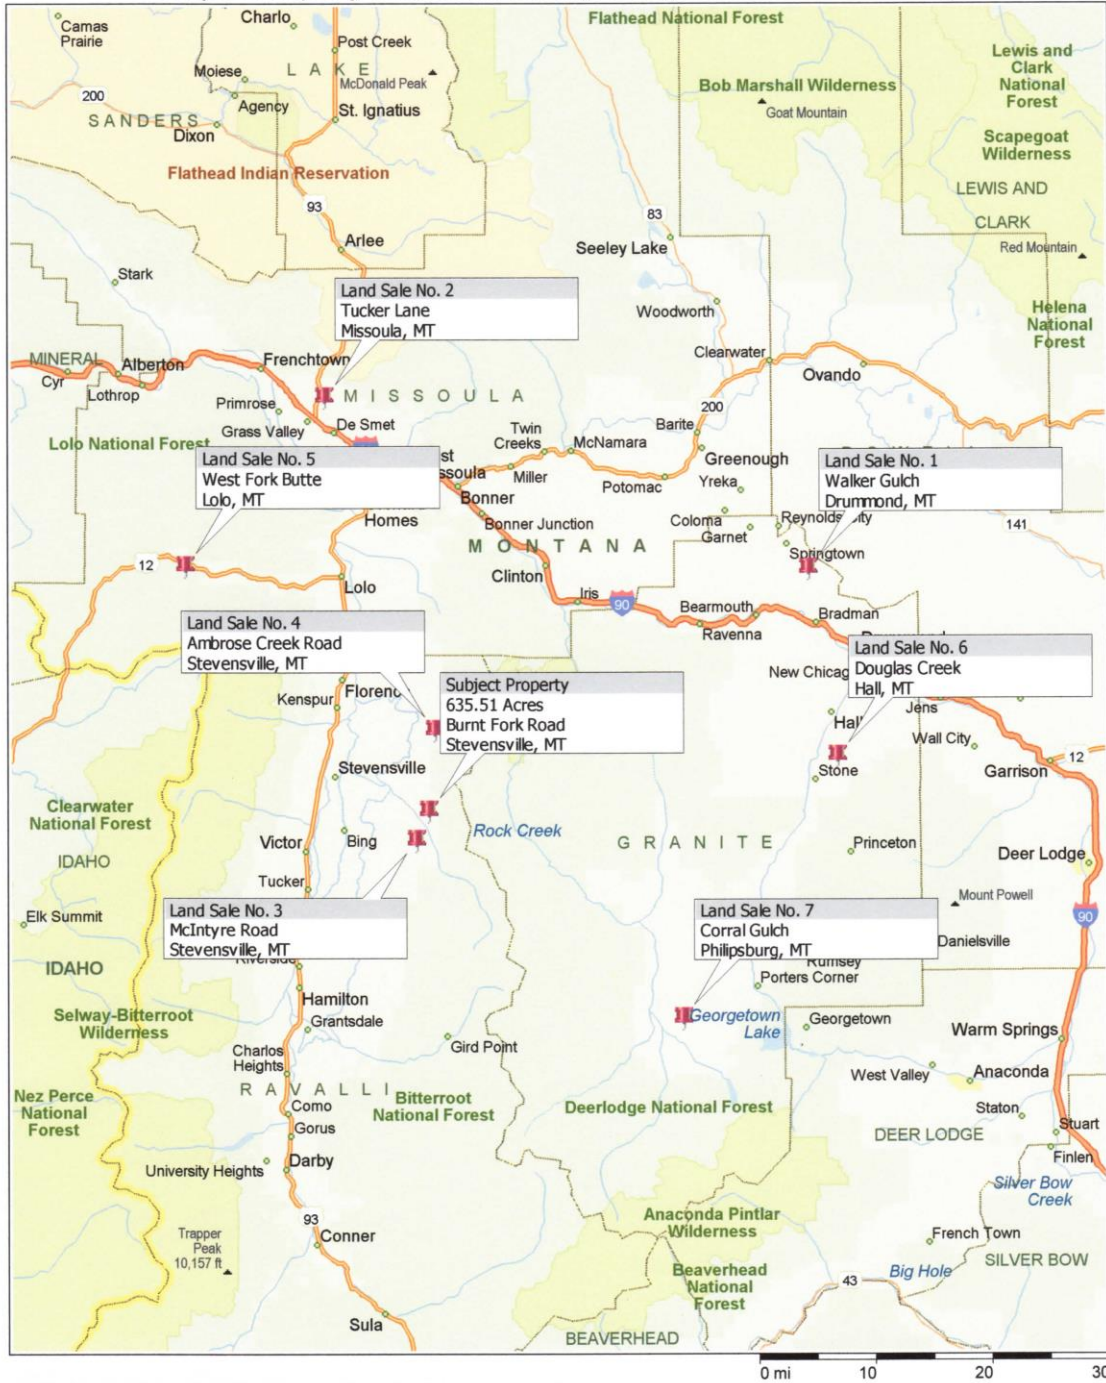 Camas
Prairie
Charlo
Post Creek
Moiese
L A K E
McDonald Peak
200
Agency
St. Ignatius
SANDERS
Dixon
Flathead Indian Reservation
93
Arlee
Stark
Flathead National Forest
Bob Marshall Wilderness
Goat Mountain
Lewis and
Clark
National
Forest
Scapegoat
Wilderness
LEWIS AND
CLARK
Red Mountain
83
Seeley Lake
Woodworth
Helena
National
Forest
Land Sale No. 2
Tucker Lane
Missoula, MT
MINERAL
Cyr
Alberton
Lothrop
Frenchtown
Primrose
Grass Valley
De Smet
M I S S O U L A
Clearwater
Ovando
200
Lolo National Forest
Twin
Creeks
McNamara
Miller
Barite
Greenough
Potomac
Yreka
Land Sale No. 5
West Fork Butte
Lolo, MT
Bonner
Homes
Bonner Junction
Land Sale No. 1
Walker Gulch
Drummond, MT
Coloma
Garnet
Springtown
141
M O N T A N A
12
Lolo
Clinton
Iris
90
Bearmouth
Ravenna
Bradman
Land Sale No. 4
Ambrose Creek Road
Stevensville, MT
Kenspur
Subject Property
635.51 Acres
Burnt Fork Road
Stevensville, MT
Land Sale No. 6
Douglas Creek
Hall, MT
Jens
Wall City
Stone
12
Garrison
Stevensville
Clearwater
National Forest
IDAHO
Victor
Bing
Rock Creek
G R A N I T E
Princeton
Deer Lodge
Tucker
Elk Summit
IDAHO
Land Sale No. 3
McIntyre Road
Stevensville, MT
Land Sale No. 7
Corral Gulch
Philipsburg, MT
Mount Powell
90
Danielsville
Rumsey
Porters Corner
Riverside
Hamilton
Grantsdale
Selway-Bitterroot
Wilderness
Gird Point
Georgetown
Lake
Georgetown
Warm Springs
Charlos
Heights
West Valley
Anaconda
Nez Perce
National
Forest
R A V A L L I
Bitterroot
National Forest
Deerlodge National Forest
Como
Gorus
Staton
Stuart
DEER LODGE
Finlen
University Heights
Darby
Silver Bow
Creek
Trapper
Peak
10,157 ft
93
Conner
Anaconda Pintlar
Wilderness
French Town
SILVER BOW
Beaverhead
National
Forest
Big Hole
43
Sula
BEAVERHEAD
0 mi
10
20
30